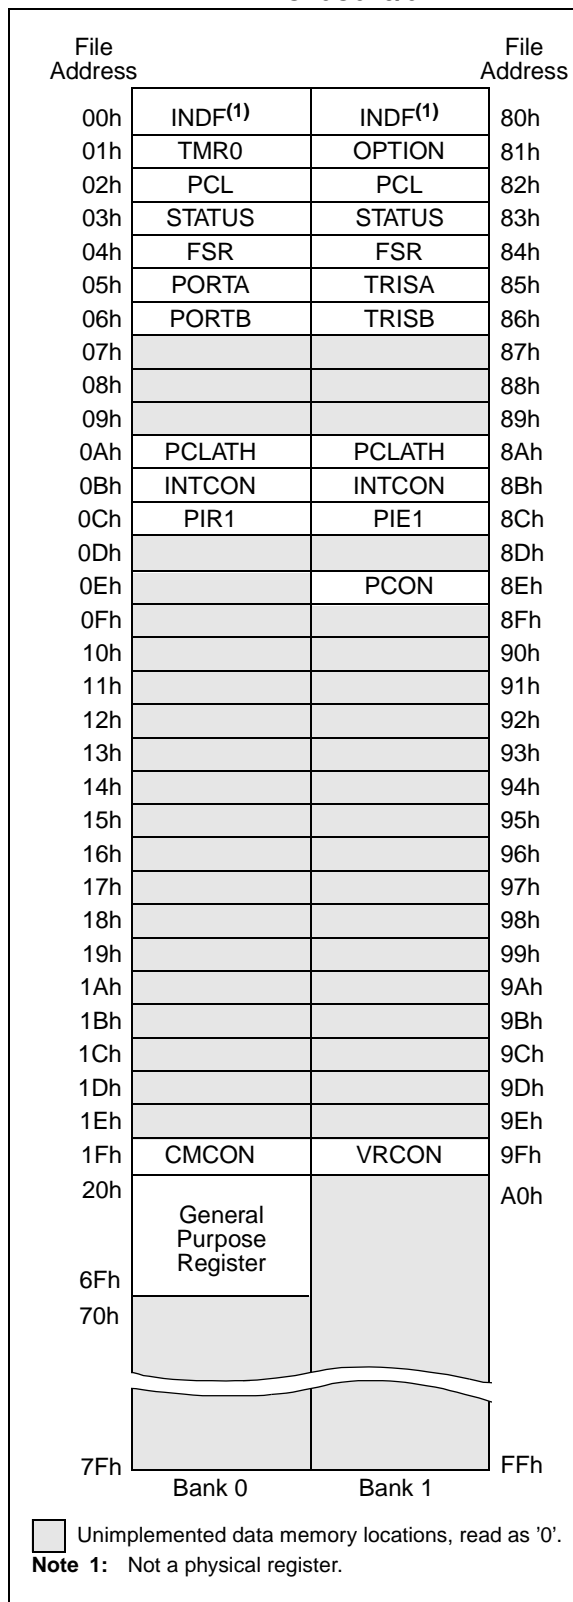 File Address File Address
00h INDF(1) INDF(1) 80h
01h TMR0 OPTION 81h
02h PCL PCL 82h
03h STATUS STATUS 83h
04h FSR FSR 84h
05h PORTA TRISA 85h
06h PORTB TRISB 86h
07h 87h
08h 88h
09h 89h
0Ah PCLATH PCLATH 8Ah
0Bh INTCON INTCON 8Bh
0Ch PIR1 PIE1 8Ch
0Dh 8Dh
0Eh PCON 8Eh
0Fh 8Fh
10h 90h
11h 91h
12h 92h
13h 93h
14h 94h
15h 95h
16h 96h
17h 97h
18h 98h
19h 99h
1Ah 9Ah
1Bh 9Bh
1Ch 9Ch
1Dh 9Dh
1Eh 9Eh
1Fh CMCON VRCON 9Fh
20h A0h
General
Purpose
Register
6Fh
70h
7Fh FFh
Bank 0 Bank 1
Unimplemented data memory locations, read as '0'.
Note 1: Not a physical register.